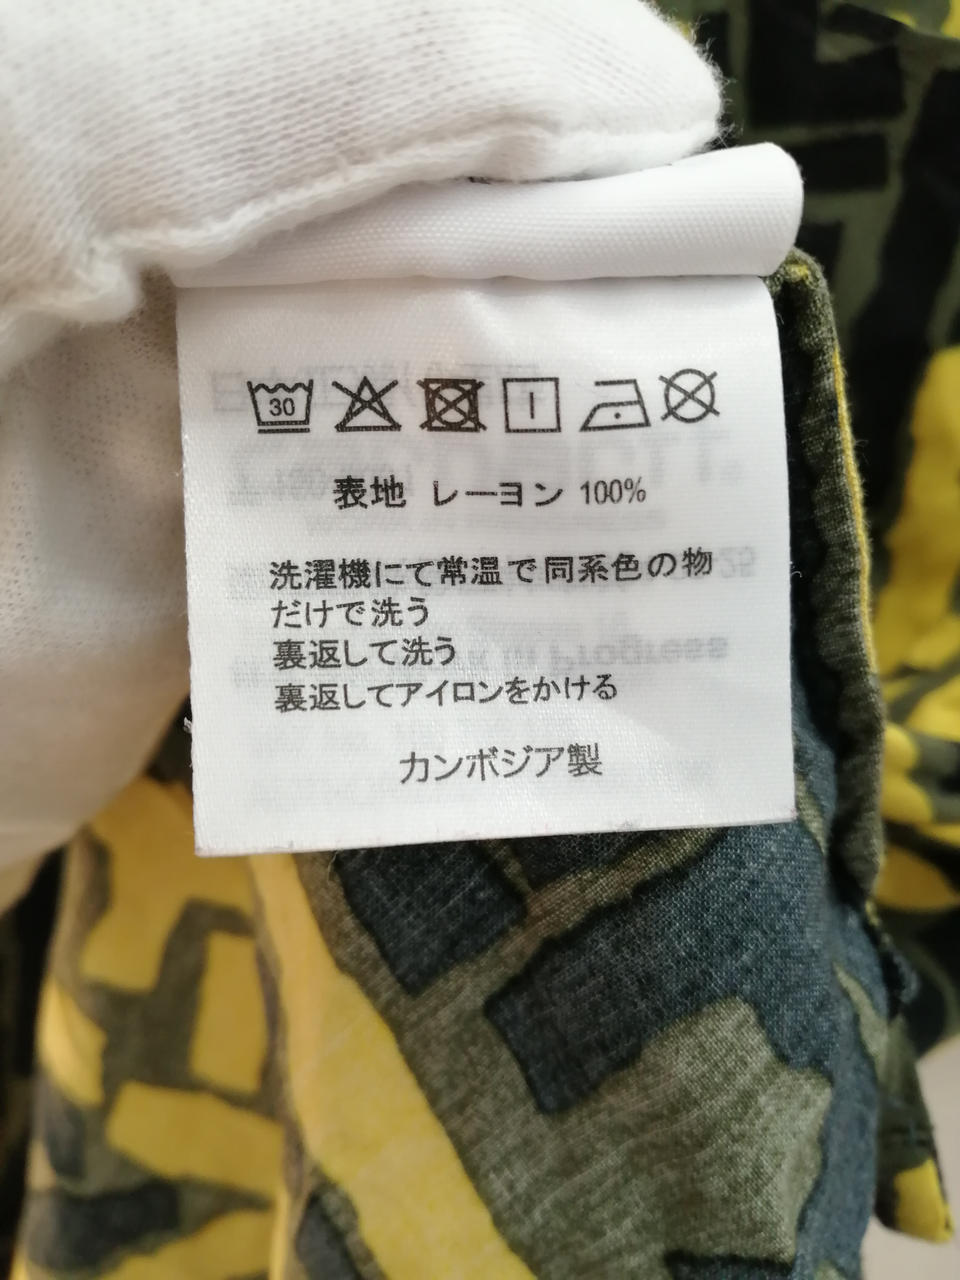 30
表地 レーヨン 100%
洗濯機にて常温で同系色の物
だけで洗う
裏返して洗う
裏返してアイロンをかける
カンボジア製